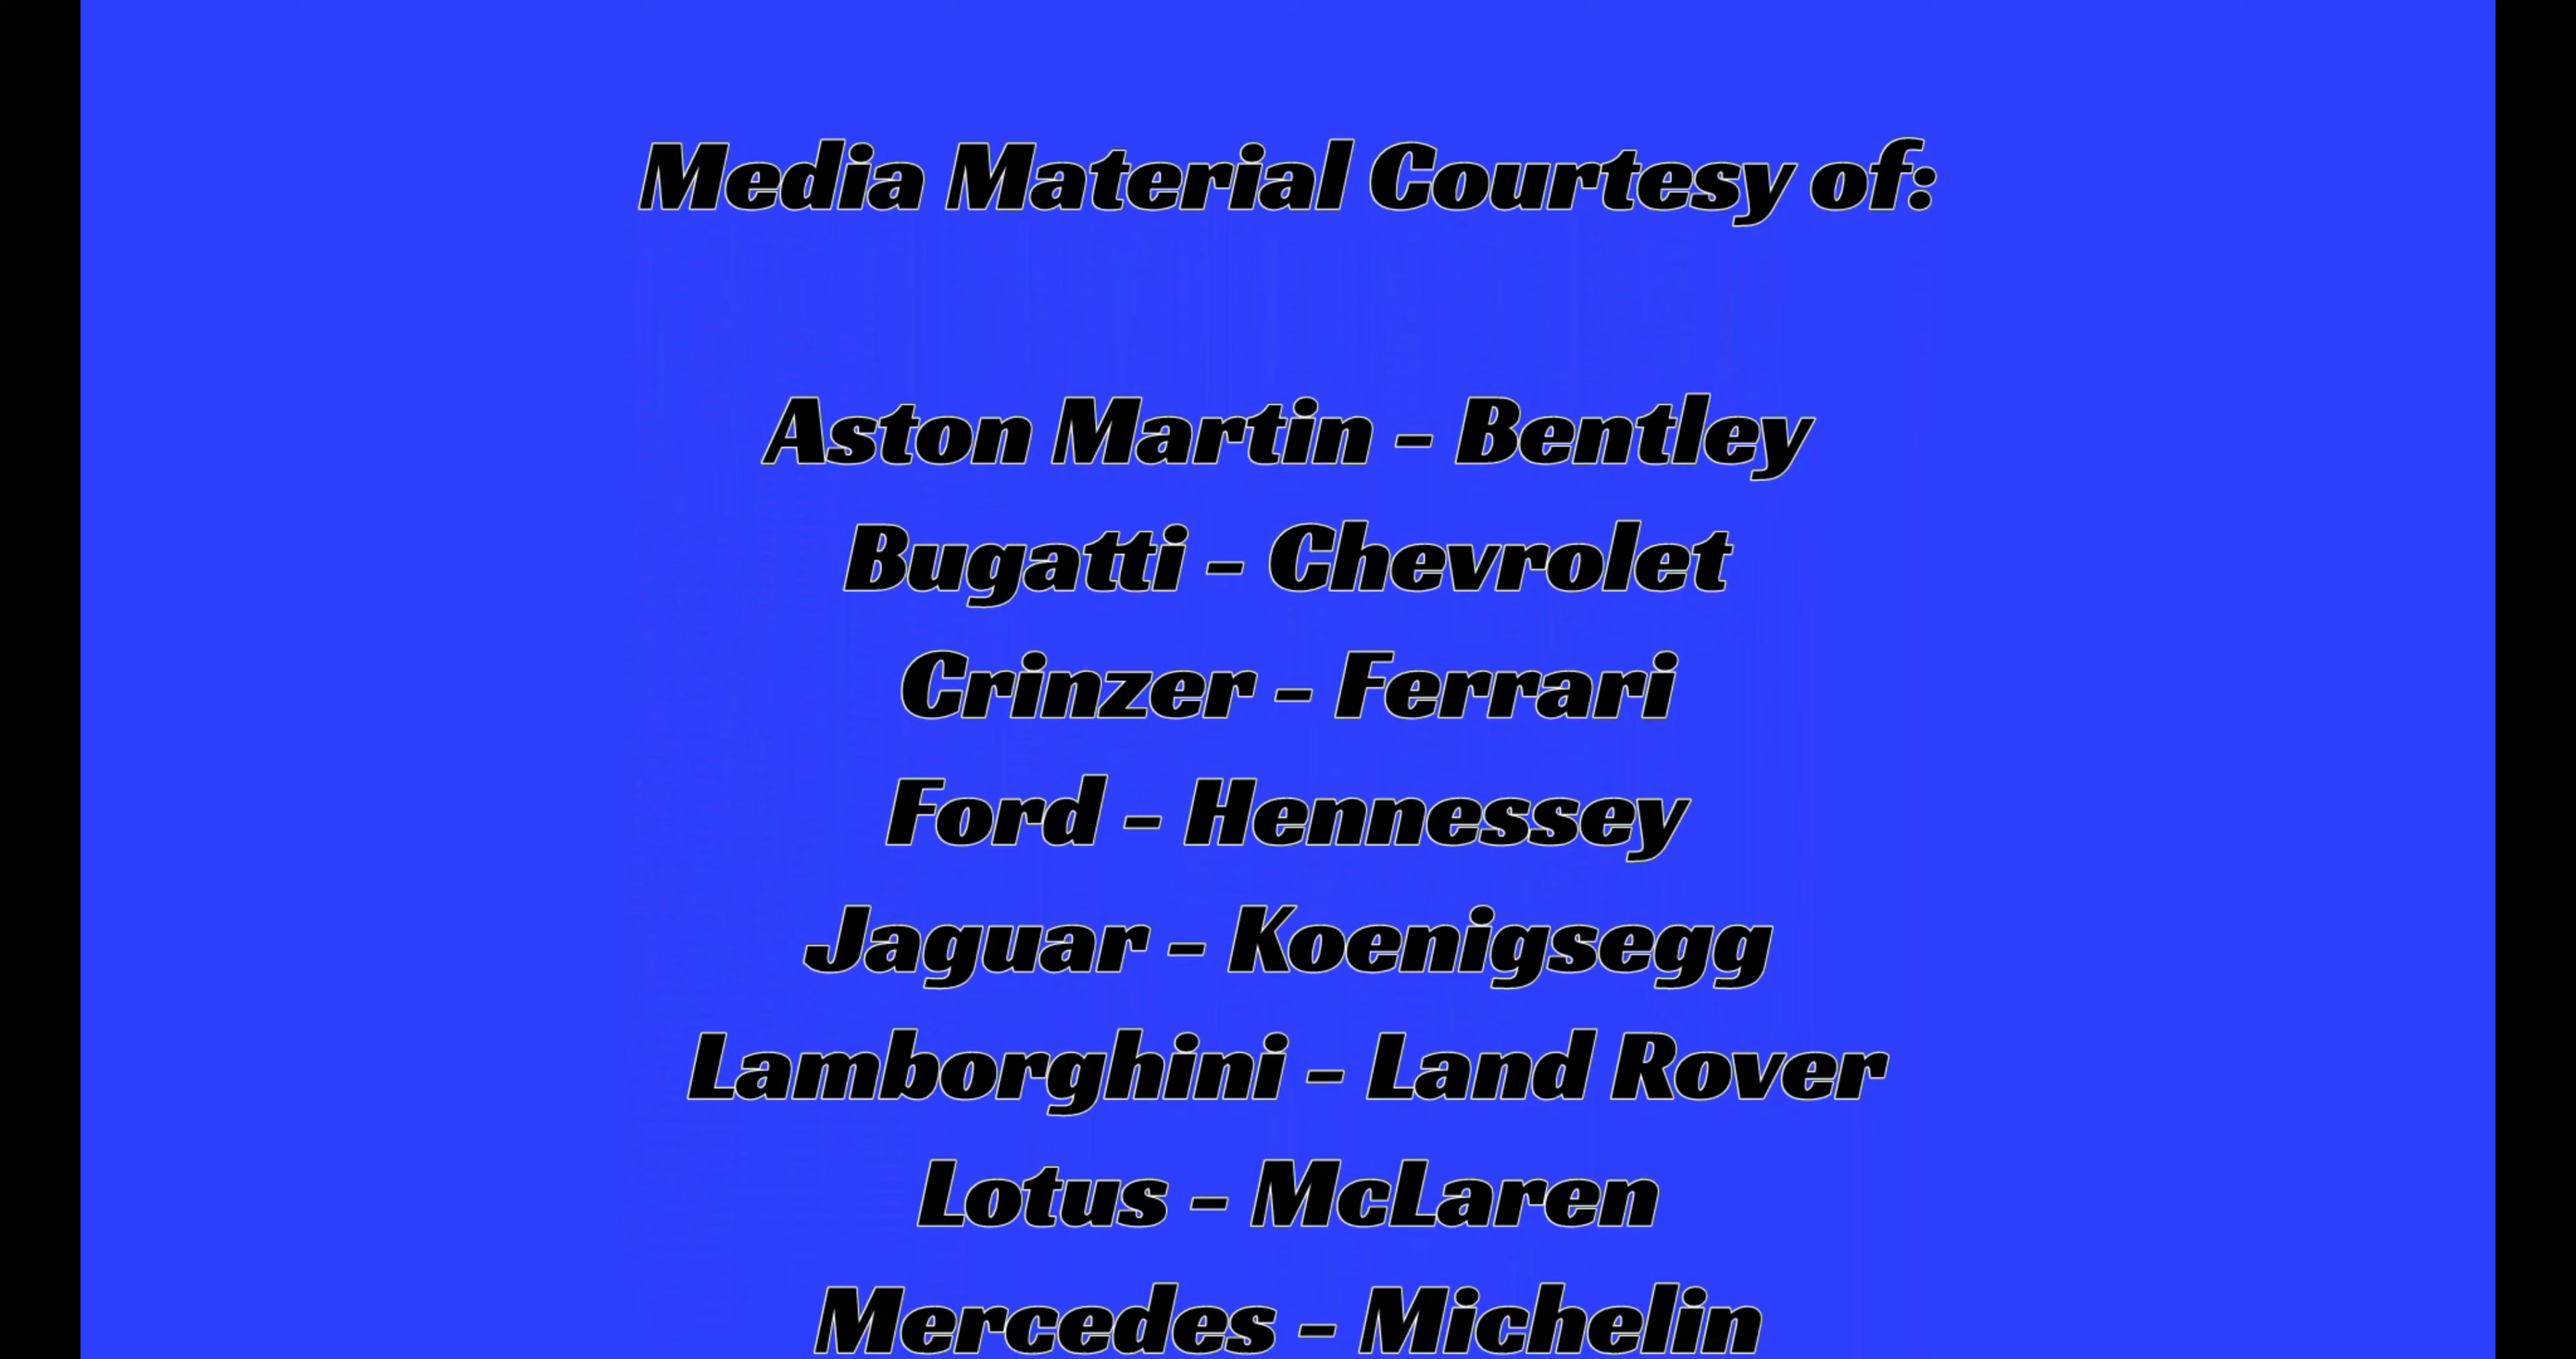 Media Material Courtesy of:
Aston Martin - Bentley
Bugatti - Chevrolet
Crinzer - Ferrari
Ford - Hennessey
Jaguar - Koenigsegg
Lamborghini - Land Rover
Lotus - McLaren
Mercedes - Michelin